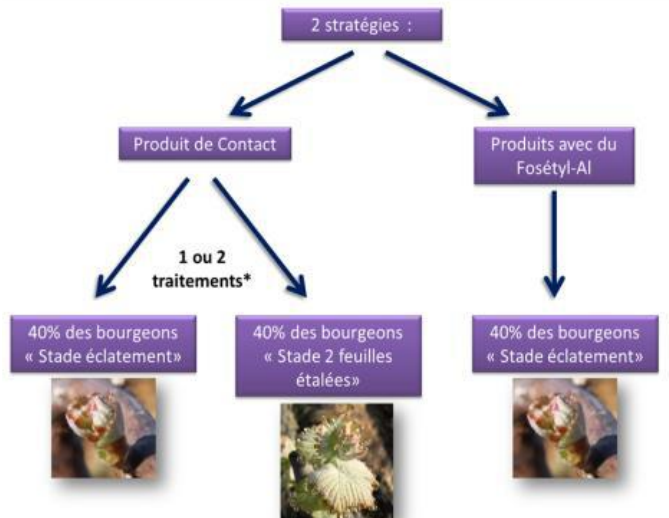 2 stratégies :
Produit de Contact
Produits avec du
Fosétyl-Al
1 ou 2
traitements*
40% des bourgeons
« Stade éclatement»
40% des bourgeons
« Stade 2 feuilles
étalées»
40% des bourgeons
« Stade éclatement»